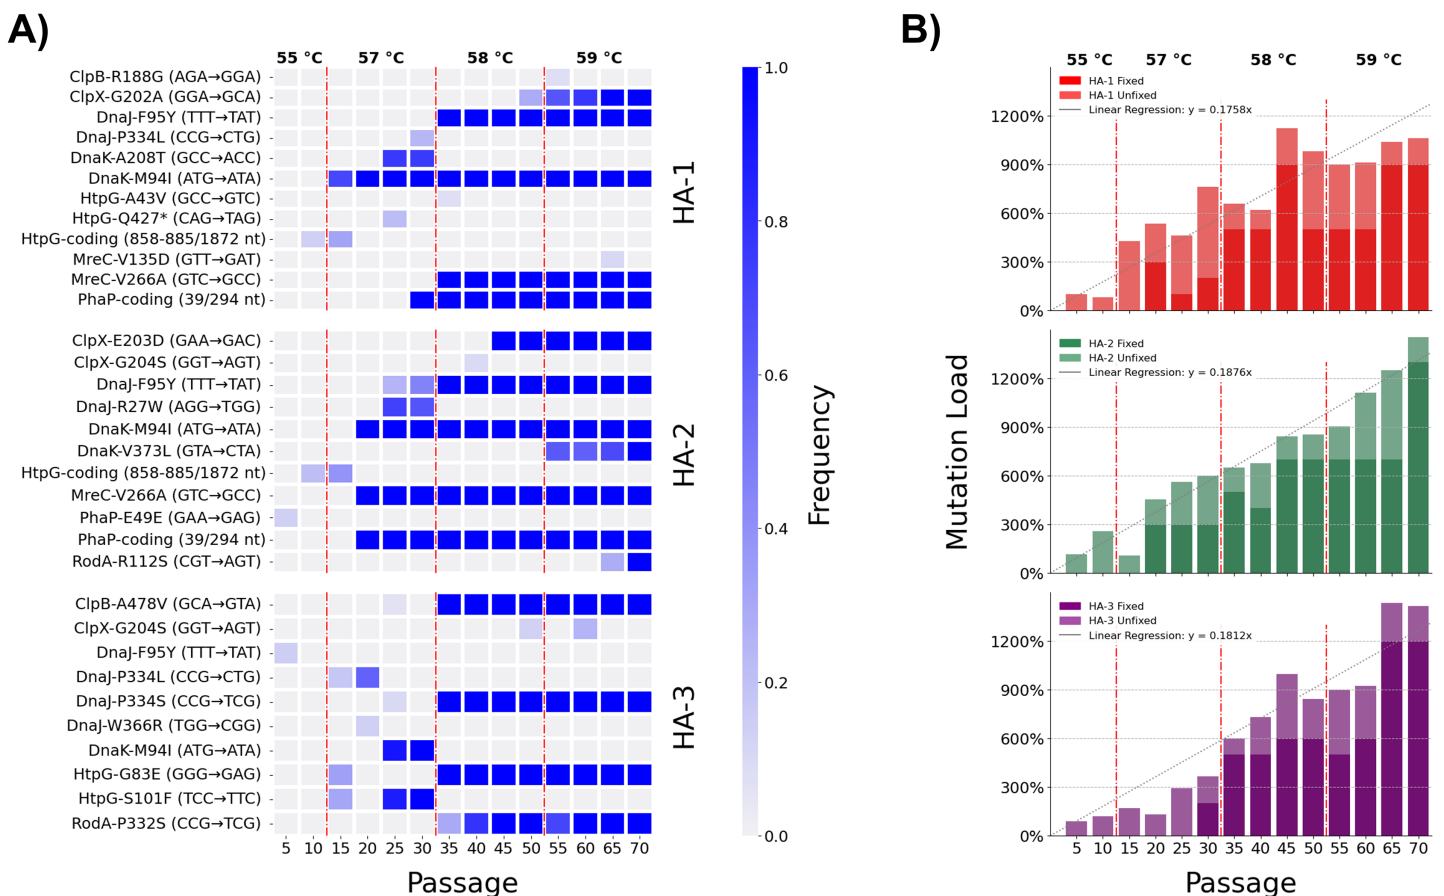 A)
55 °C 57 °C 58 °C 59 °C
ClpB-R188G (AGA→GGA)
ClpX-G202A (GGA→GCA)
DnaJ-F95Y (TTT→TAT)
DnaJ-P334L (CCG→CTG)
DnaK-A208T (GCC→ACC)
DnaK-M94I (ATG→ATA)
HtpG-A43V (GCC→GTC)
HtpG-Q427* (CAG→TAG)
HtpG-coding (858-885/1872 nt)
MreC-V135D (GTT→GAT)
MreC-V266A (GTC→GCC)
PhaP-coding (39/294 nt)
HA-1
ClpX-E203D (GAA→GAC)
ClpX-G204S (GGT→AGT)
DnaJ-F95Y (TTT→TAT)
DnaJ-R27W (AGG→TGG)
DnaK-M94I (ATG→ATA)
DnaK-V373L (GTA→CTA)
HtpG-coding (858-885/1872 nt)
MreC-V266A (GTC→GCC)
PhaP-E49E (GAA→GAG)
PhaP-coding (39/294 nt)
RodA-R112S (CGT→AGT)
HA-2
ClpB-A478V (GCA→GTA)
ClpX-G204S (GGT→AGT)
DnaJ-F95Y (TTT→TAT)
DnaJ-P334L (CCG→CTG)
DnaJ-P334S (CCG→TCG)
DnaJ-W366R (TGG→CGG)
DnaK-M94I (ATG→ATA)
HtpG-G83E (GGG→GAG)
HtpG-S101F (TCC→TTC)
RodA-P332S (CCG→TCG)
HA-3
5 10 15 20 25 30 35 40 45 50 55 60 65 70
Passage
1.0
0.8
0.6
0.4
0.2
0.0
Frequency
B)
55 °C 57 °C 58 °C 59 °C
HA-1 Fixed
HA-1 Unfixed
Linear Regression: y = 0.1758x
1200%
900%
600%
300%
0%
HA-2 Fixed
HA-2 Unfixed
Linear Regression: y = 0.1876x
1200%
900%
600%
300%
0%
HA-3 Fixed
HA-3 Unfixed
Linear Regression: y = 0.1812x
1200%
900%
600%
300%
0%
Mutation Load
5 10 15 20 25 30 35 40 45 50 55 60 65 70
Passage